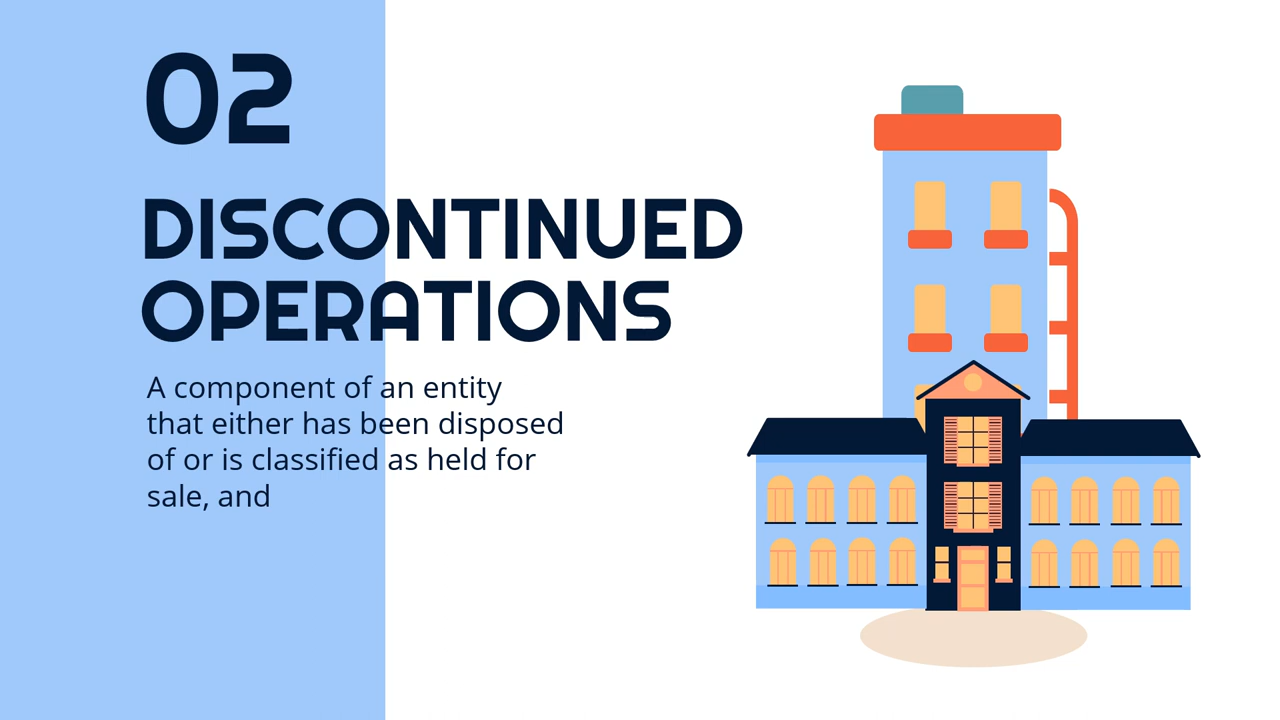 02
DISCONTINUED
OPERATIONS
A component of an entity
that either has been disposed
of or is classified as held for
sale, and